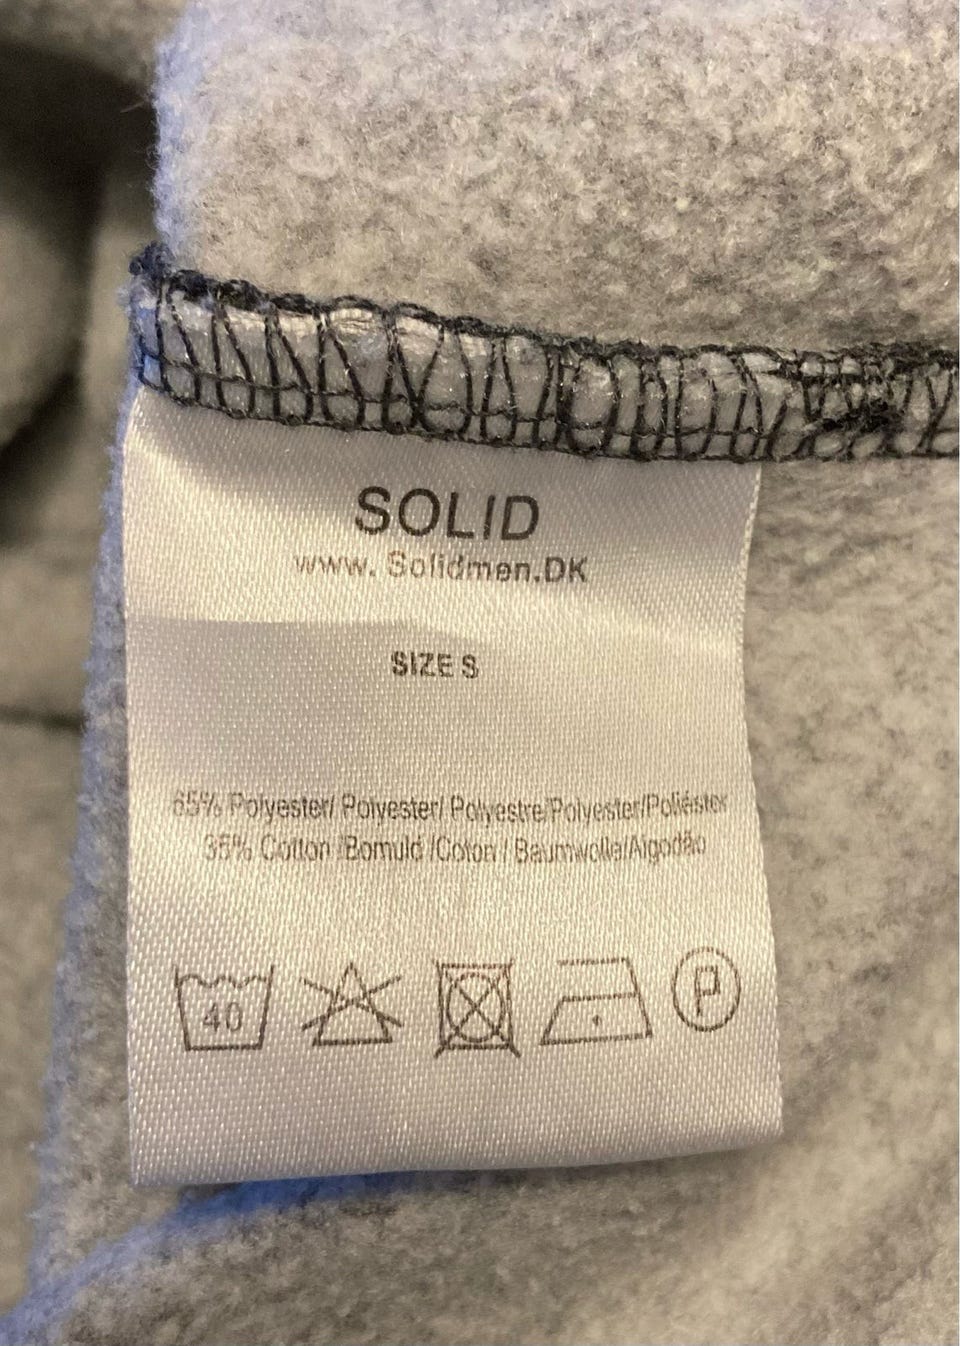 SOLID
www. Solidmen.DK
SIZE S
65% Polyester/ Polyester/ Polyestre/Polyester/Poliéster
35% Cotton /Bomuld /Coton / Baumwolle/Algodão
40
P